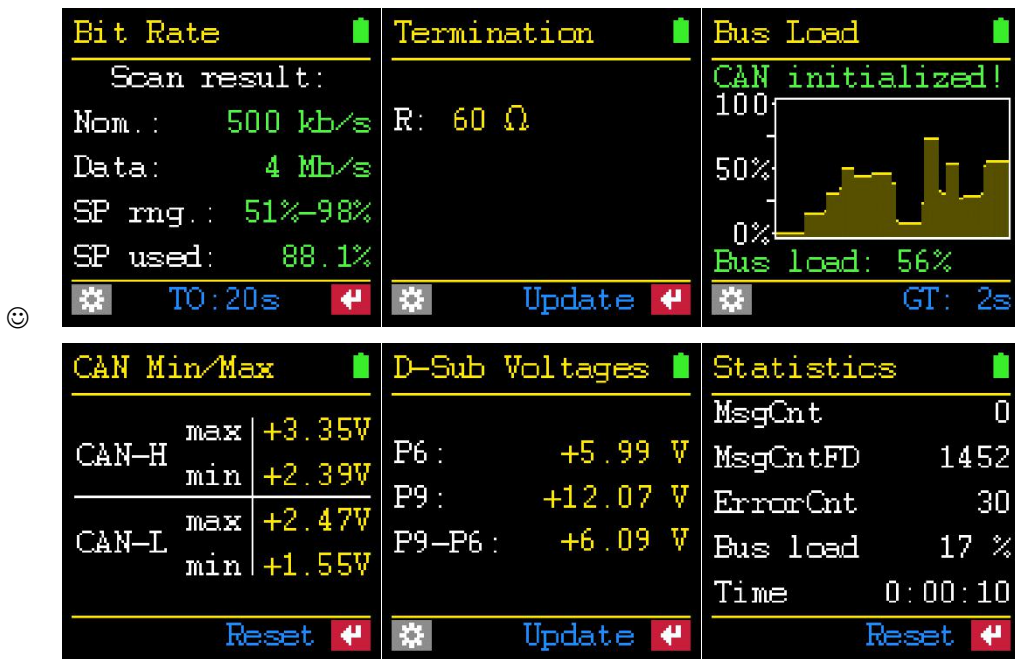 Bit Rate
Scan result:
Nom.: 500 kb/s
Data: 4 Mb/s
SP rng.: 51%-98%
SP used: 88.1%
TO:20s
Termination
R: 60 Ω
Update
Bus Load
CAN initialized!
100
50%
0%
Bus load: 56%
GT: 2s
CAN Min/Max
CAN-H max +3.35V
min +2.39V
CAN-L max +2.47V
min +1.55V
Reset
D-Sub Voltages
P6: +5.99 V
P9: +12.07 V
P9-P6: +6.09 V
Update
Statistics
MsgCnt 0
MsgCntFD 1452
ErrorCnt 30
Bus load 17 %
Time 0:00:10
Reset